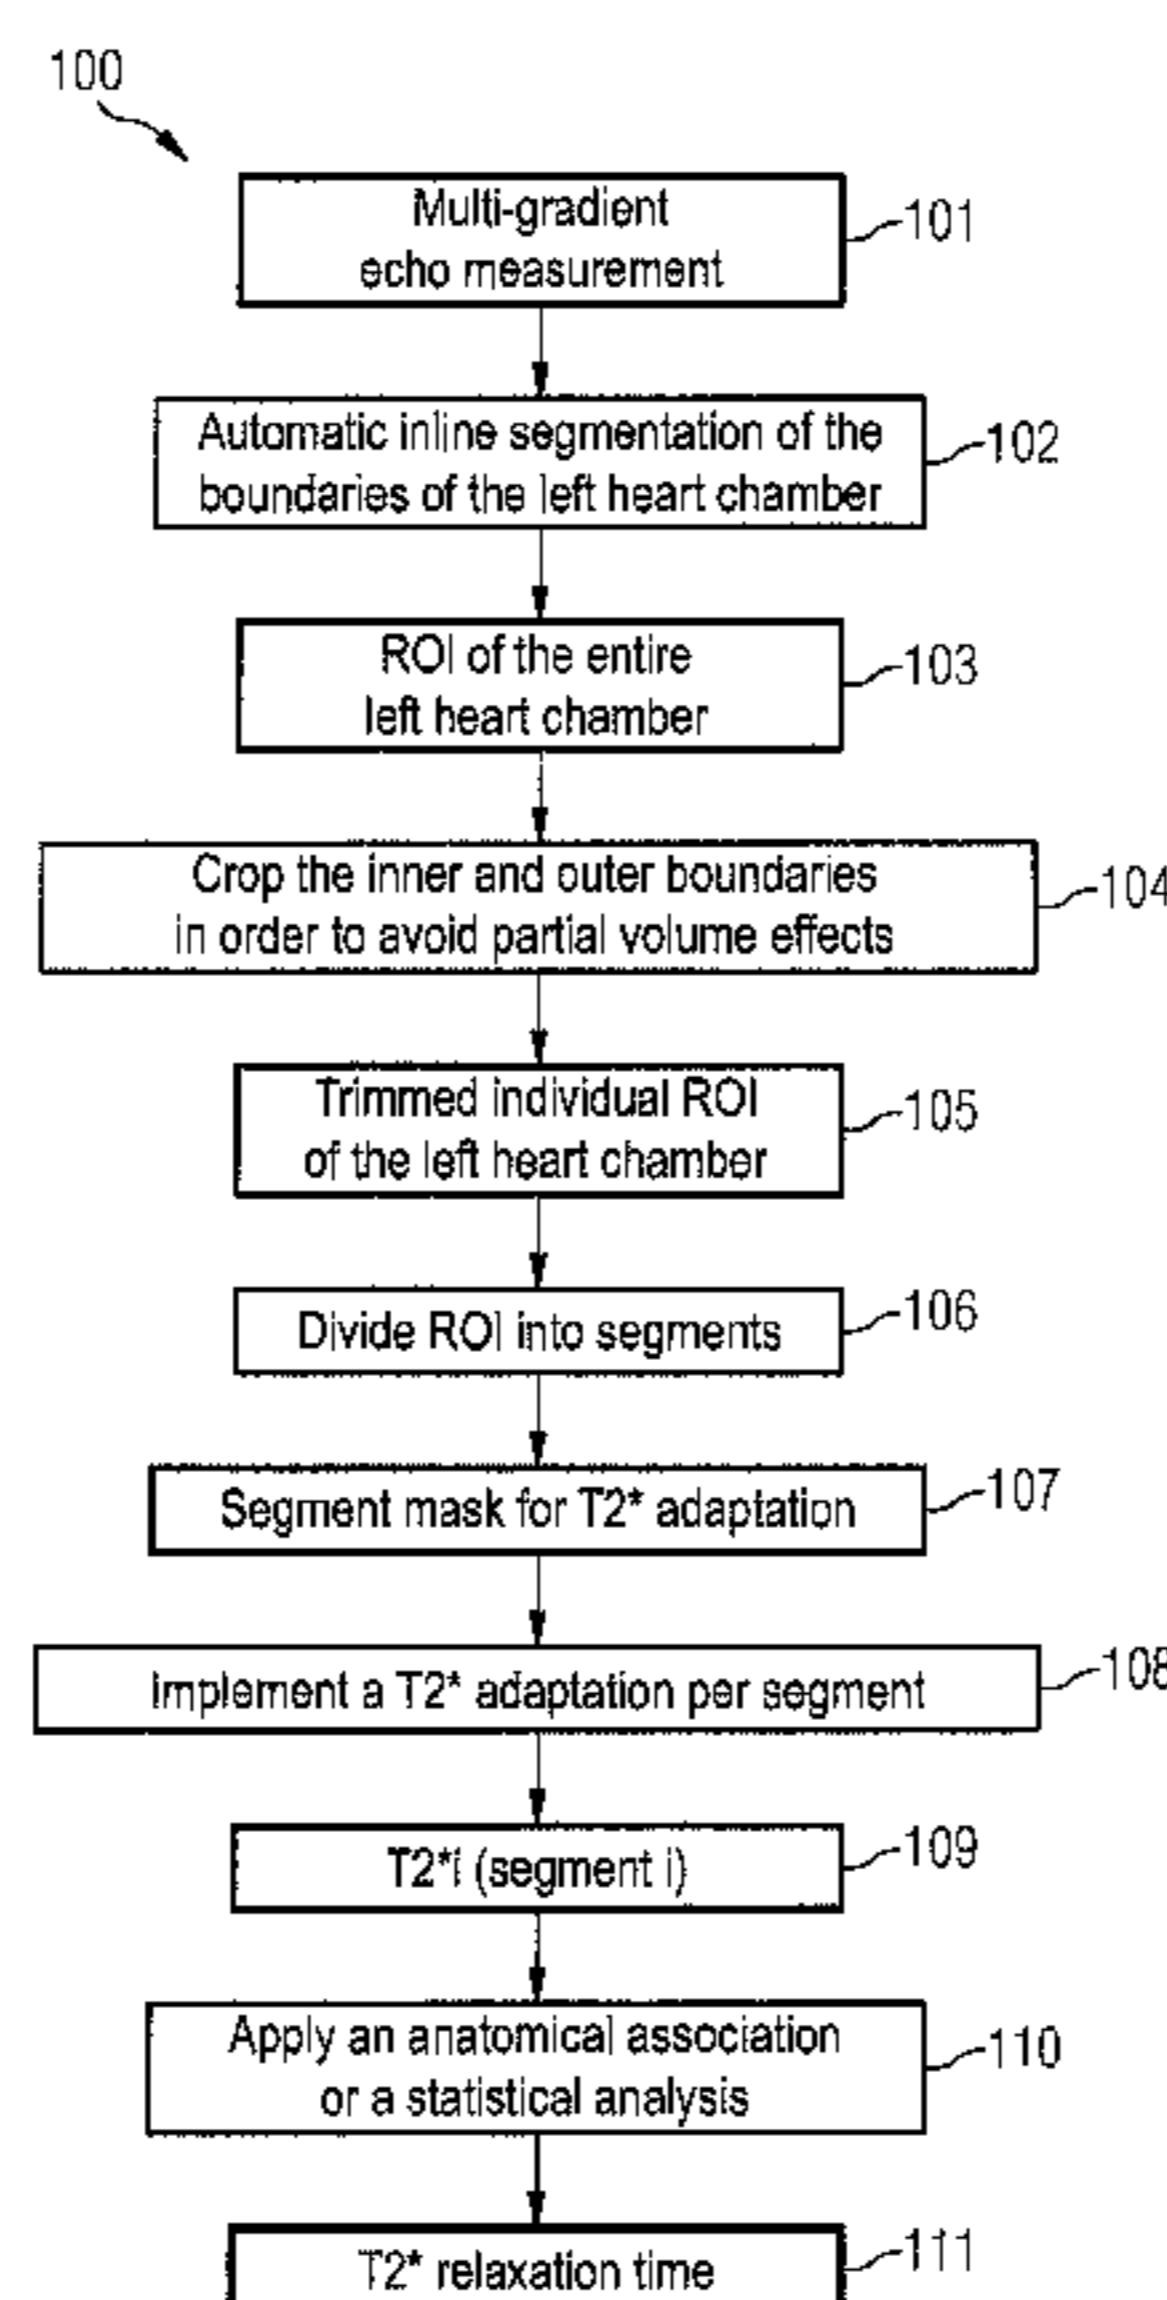 100
Multi-gradient
echo measurement
101
Automatic inline segmentation of the
boundaries of the left heart chamber
102
ROI of the entire
left heart chamber
103
Crop the inner and outer boundaries
in order to avoid partial volume effects
104
Trimmed individual ROI
of the left heart chamber
105
Divide ROI into segments
106
Segment mask for T2* adaptation
107
Implement a T2* adaptation per segment
108
T2*i (segment i)
109
Apply an anatomical association
or a statistical analysis
110
T2* relaxation time
111